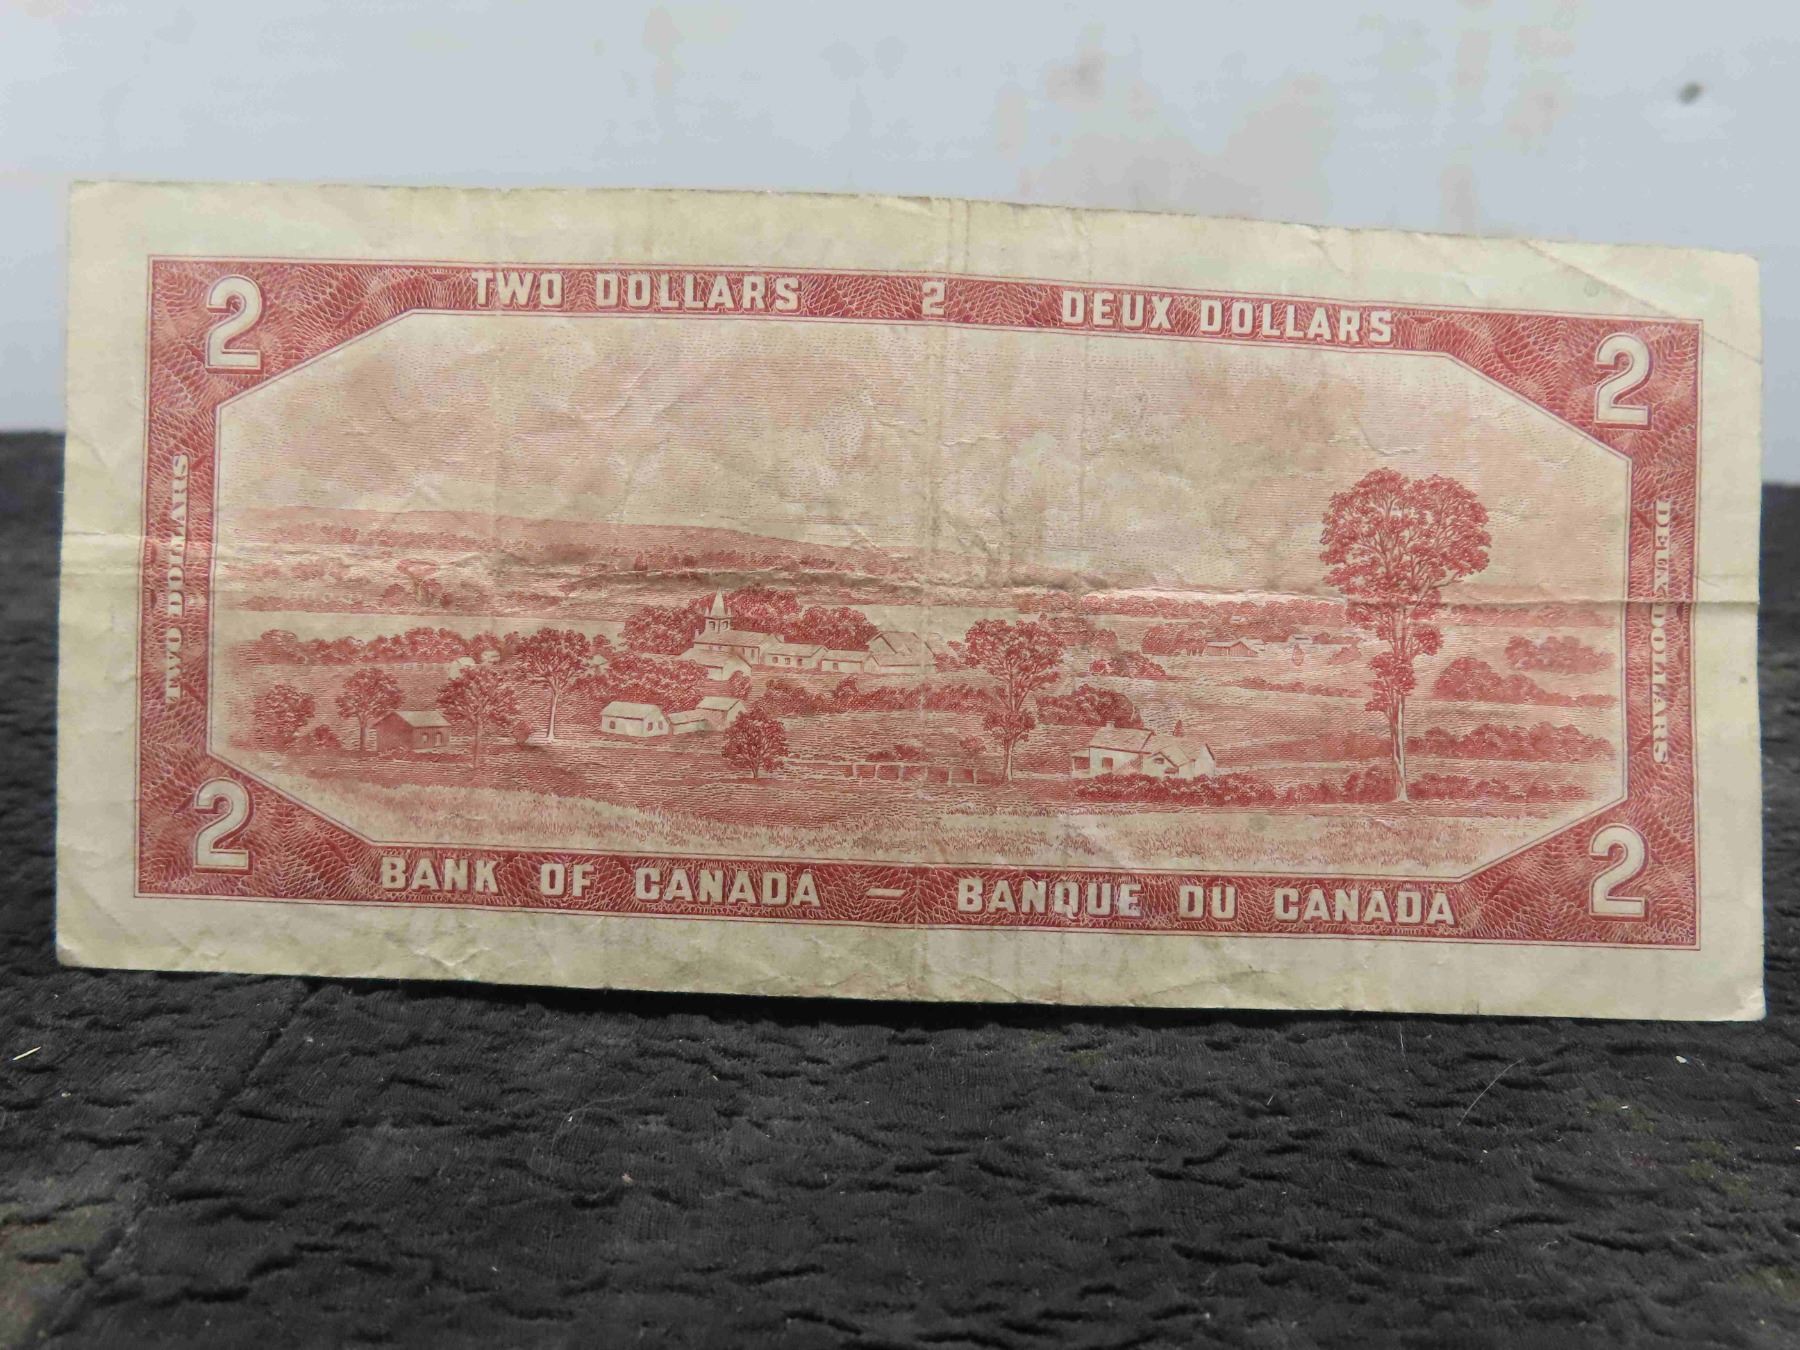 TWO DOLLARS 2 DEUX DOLLARS
2
2
TWO DOLLARS
DEUX DOLLARS
2
2
BANK OF CANADA – BANQUE DU CANADA